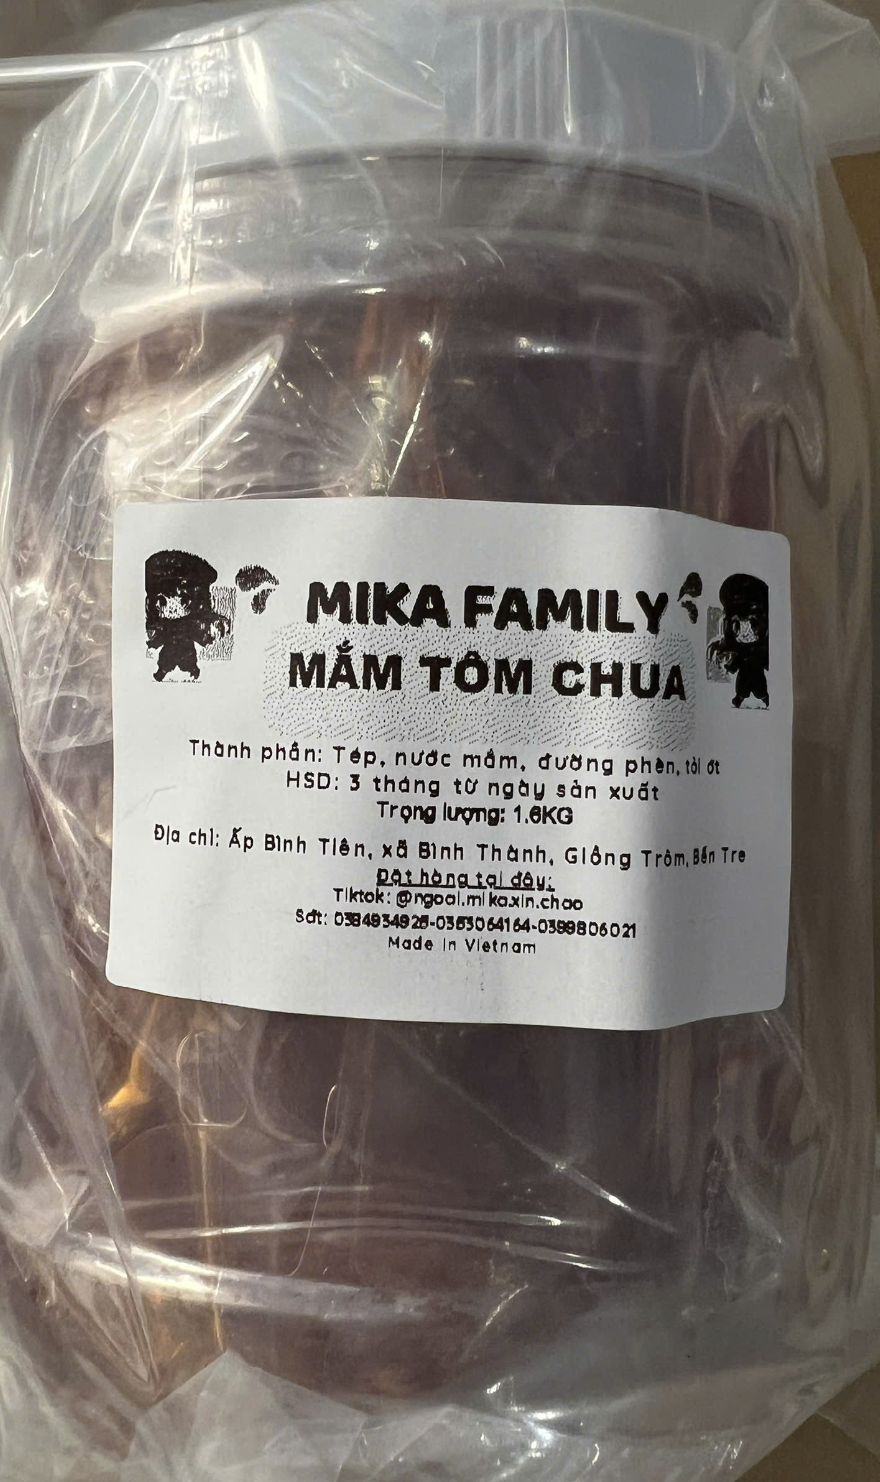 MIKA FAMILY
MẮM TÔM CHUA
Thành phần: Tép, nước mắm, đường phèn, tỏi ớt
HSD: 3 tháng từ ngày sản xuất
Trọng lượng: 1.6KG
Địa chỉ: Ấp Bình Tiên, xã Bình Thành, Giồng Trôm, Bến Tre
Đặt hàng tại đây:
Tiktok: @ngoai.mikaxin.chao
Sđt: 0384934925-0363064164-0399806021
Made in Vietnam